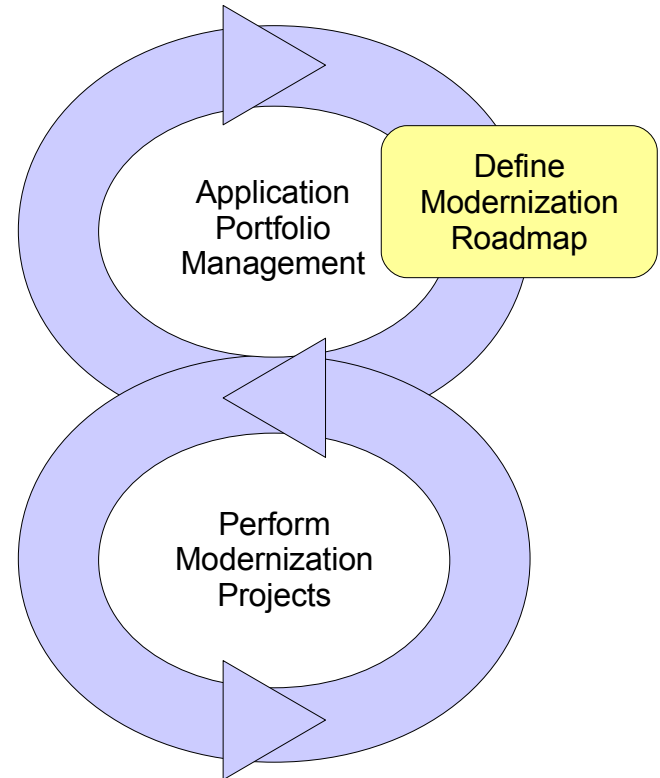 Application
Portfolio
Management
Define
Modernization
Roadmap
Perform
Modernization
Projects